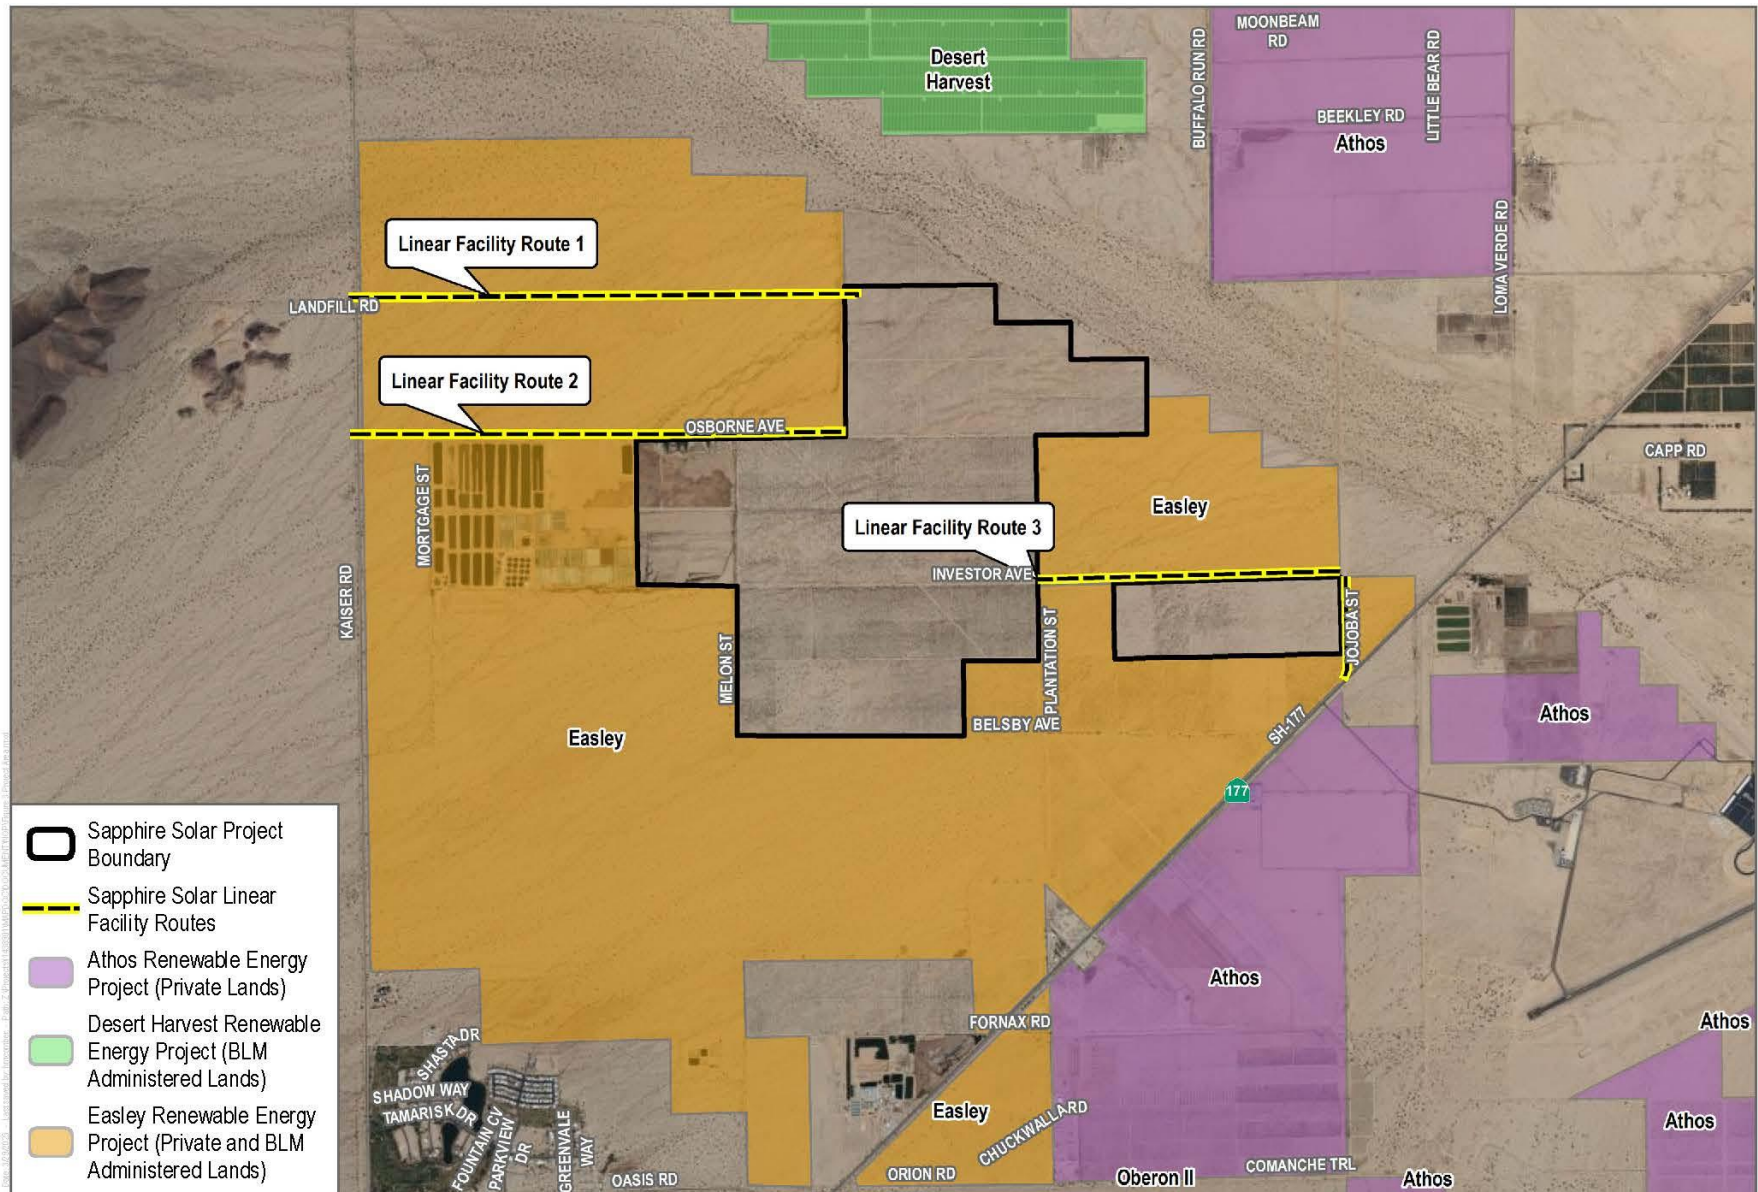 MOONBEAM
RD
Desert
Harvest
BUFFALO RUN RD
LITTLE BEAR RD
BEEKLEY RD
Athos
Linear Facility Route 1
LOMA VERDE RD
LANDFILL RD
Linear Facility Route 2
OSBORNE AVE
CAPP RD
MORTGAGE ST
Easley
Linear Facility Route 3
INVESTOR AVE
KAISER RD
JOJOBA ST
MELON ST
PLANTATION ST
Athos
BELSBY AVE
SH-177
Easley
177
Sapphire Solar Project
Boundary
Sapphire Solar Linear
Facility Routes
Athos Renewable Energy
Project (Private Lands)
Desert Harvest Renewable
Energy Project (BLM
Administered Lands)
Easley Renewable Energy
Project (Private and BLM
Administered Lands)
Athos
FORNAX RD
Athos
SHASTA DR
SHADOW WAY
TAMARISK DR
FOUNTAIN CV
PARKVIEW
DR
GREENVALE
WAY
Easley
CHUCKWALLA RD
Athos
OASIS RD
ORION RD
Oberon II
COMANCHE TRL
Athos